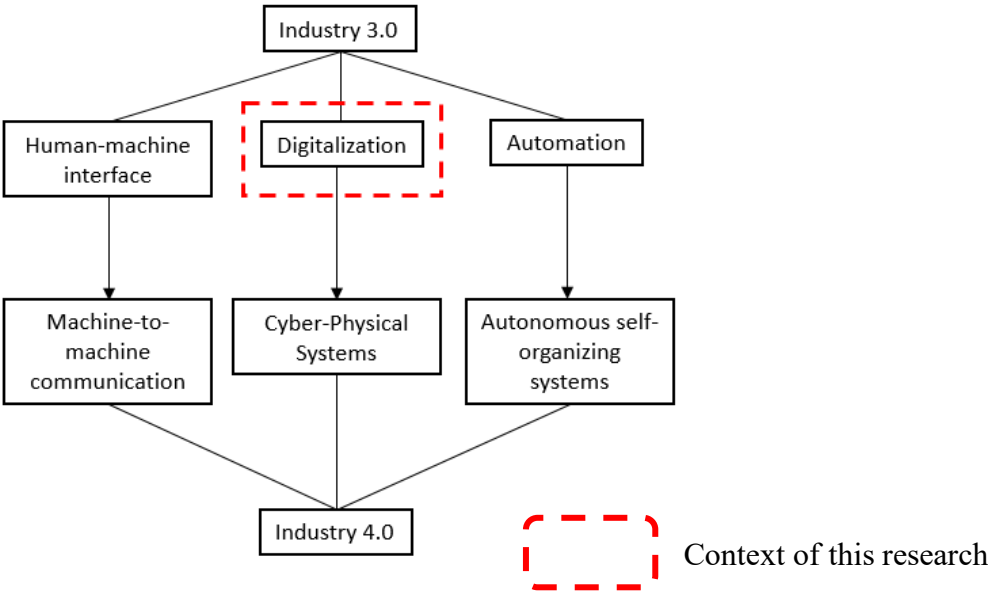 Industry 3.0
Human-machine
interface
Digitalization
Automation
Machine-to-
machine
communication
Cyber-Physical
Systems
Autonomous self-
organizing
systems
Industry 4.0
Context of this research